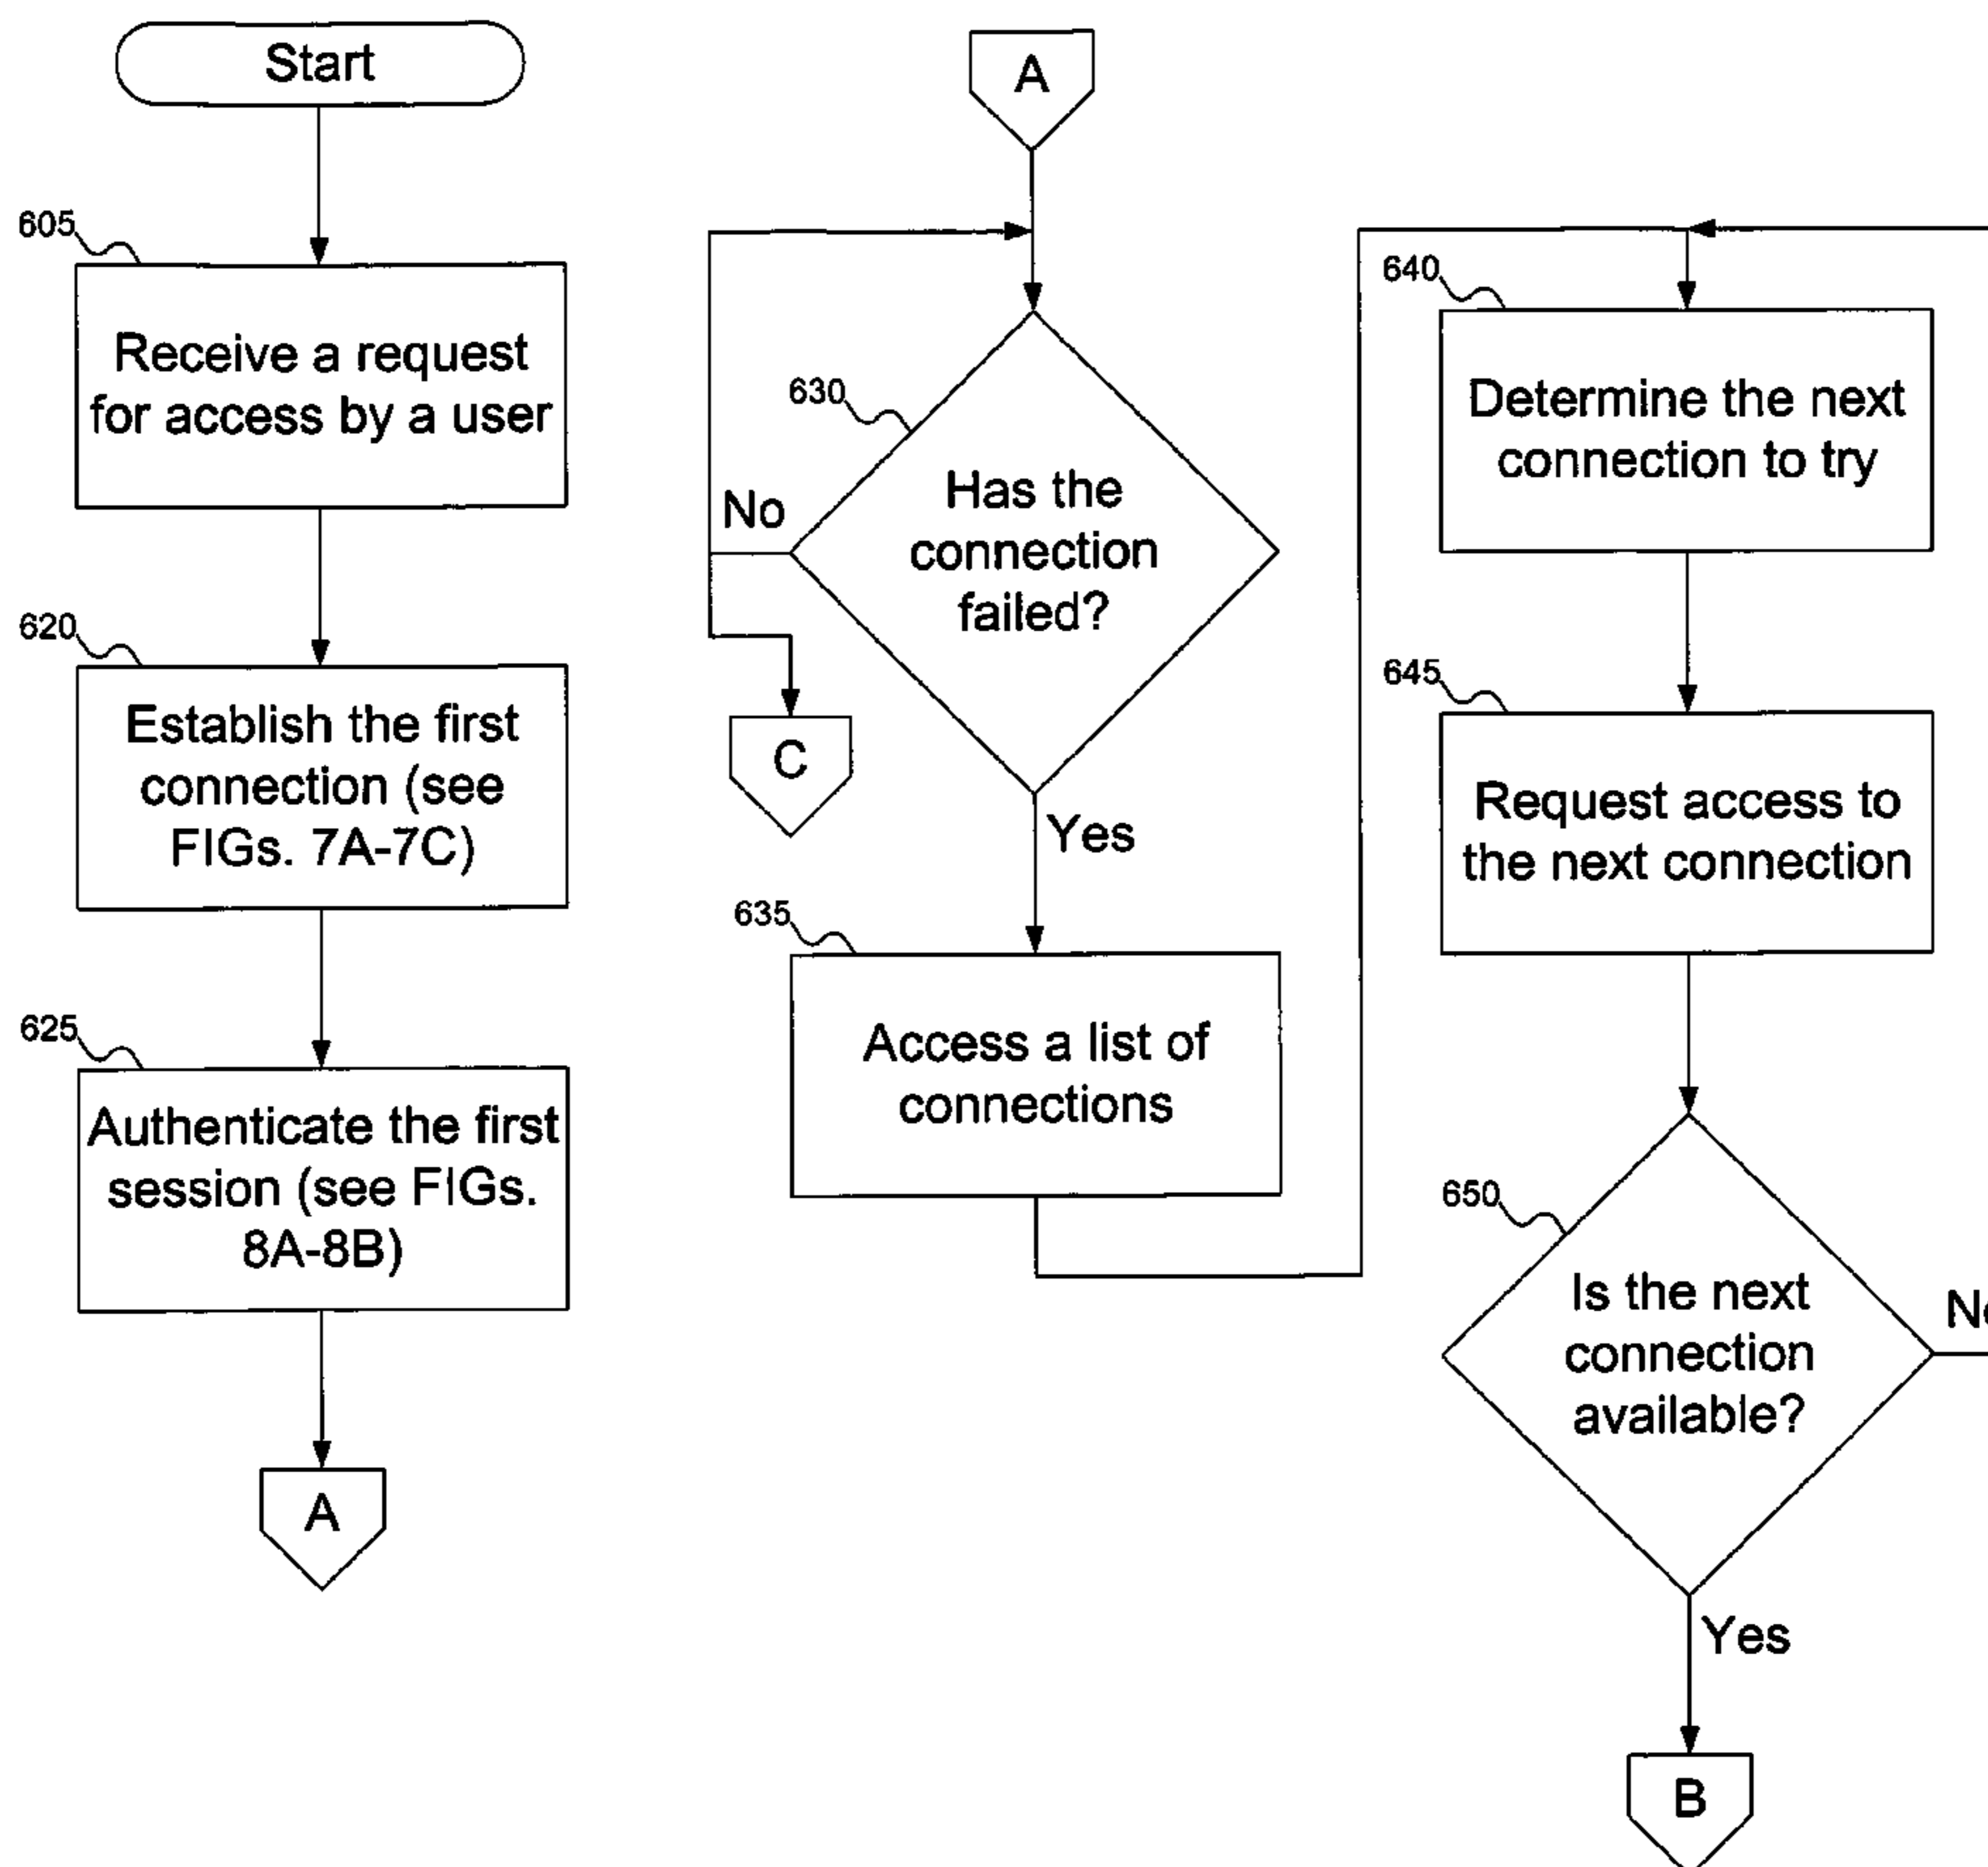 Start
605
Receive a request
for access by a user
620
Establish the first
connection (see
FIGs. 7A-7C)
625
Authenticate the first
session (see FIGs.
8A-8B)
A
A
630
Has the
connection
failed?
No
C
Yes
635
Access a list of
connections
640
Determine the next
connection to try
645
Request access to
the next connection
650
Is the next
connection
available?
Yes
B